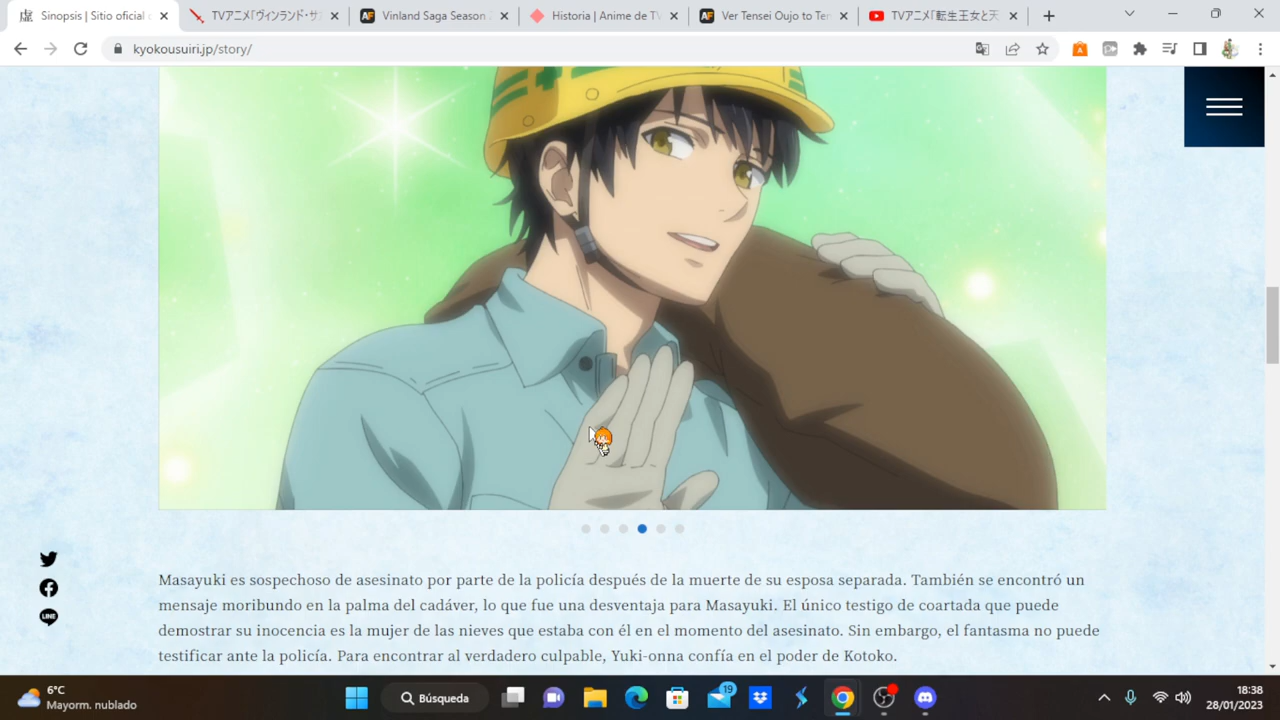 Sinopsis | Sitio oficial d
TVアニメ「ヴィンランド・サガ
Vinland Saga Season 2
Historia | Anime de TV
Ver Tensei Oujo to Ten
TVアニメ「転生王女と天
kyokousuiri.jp/story/
Masayuki es sospechoso de asesinato por parte de la policía después de la muerte de su esposa separada. También se encontró un
mensaje moribundo en la palma del cadáver, lo que fue una desventaja para Masayuki. El único testigo de coartada que puede
demostrar su inocencia es la mujer de las nieves que estaba con él en el momento del asesinato. Sin embargo, el fantasma no puede
testificar ante la policía. Para encontrar al verdadero culpable, Yuki-onna confía en el poder de Kotoko.
LINE
6°C
Mayorm. nublado
Búsqueda
19
18:38
28/01/2023